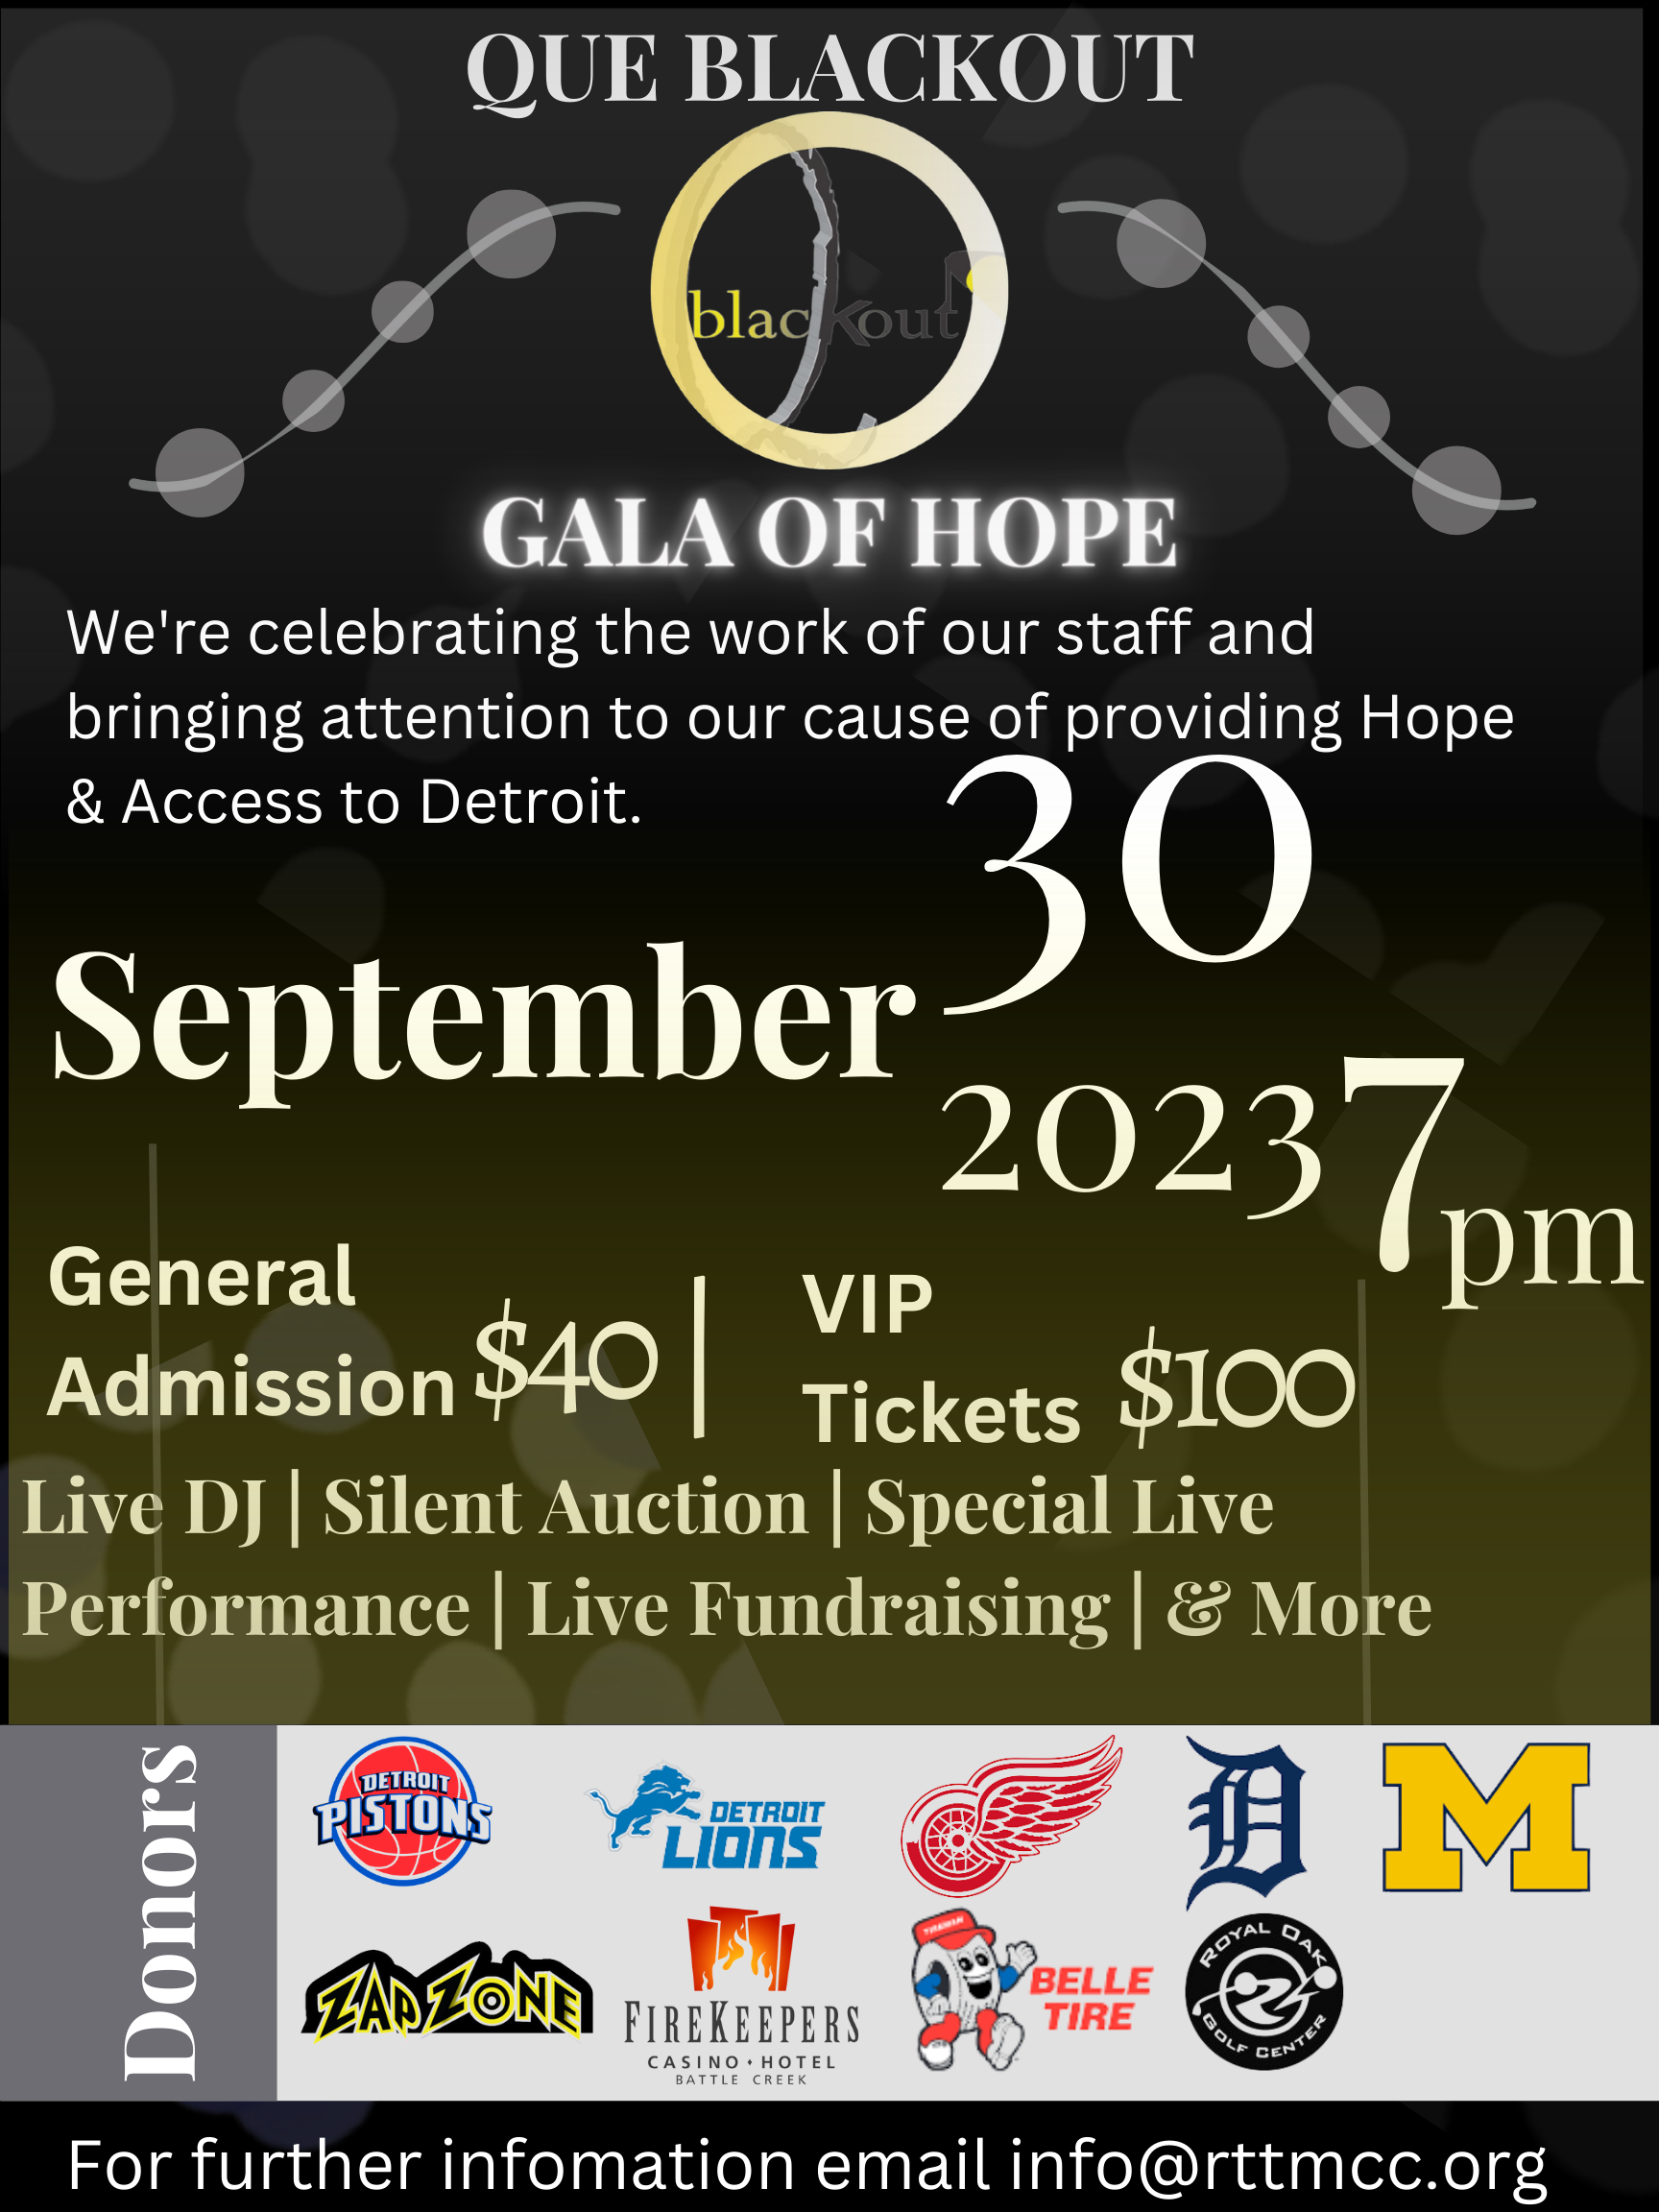 QUE BLACKOUT
blackout
GALA OF HOPE
We're celebrating the work of our staff and
bringing attention to our cause of providing Hope
& Access to Detroit.
September
30
2023
7pm
General
Admission $40 |
VIP
Tickets $100
Live DJ | Silent Auction | Special Live
Performance | Live Fundraising | & More
Donors
DETROIT
PISTONS
DETROIT
LIONS
D
M
ZAP ZONE
FIREKEEPERS
CASINO • HOTEL
BATTLE CREEK
TIREMAN
BELLE
TIRE
ROYAL OAK
GOLF CENTER
For further infomation email info@rttmcc.org